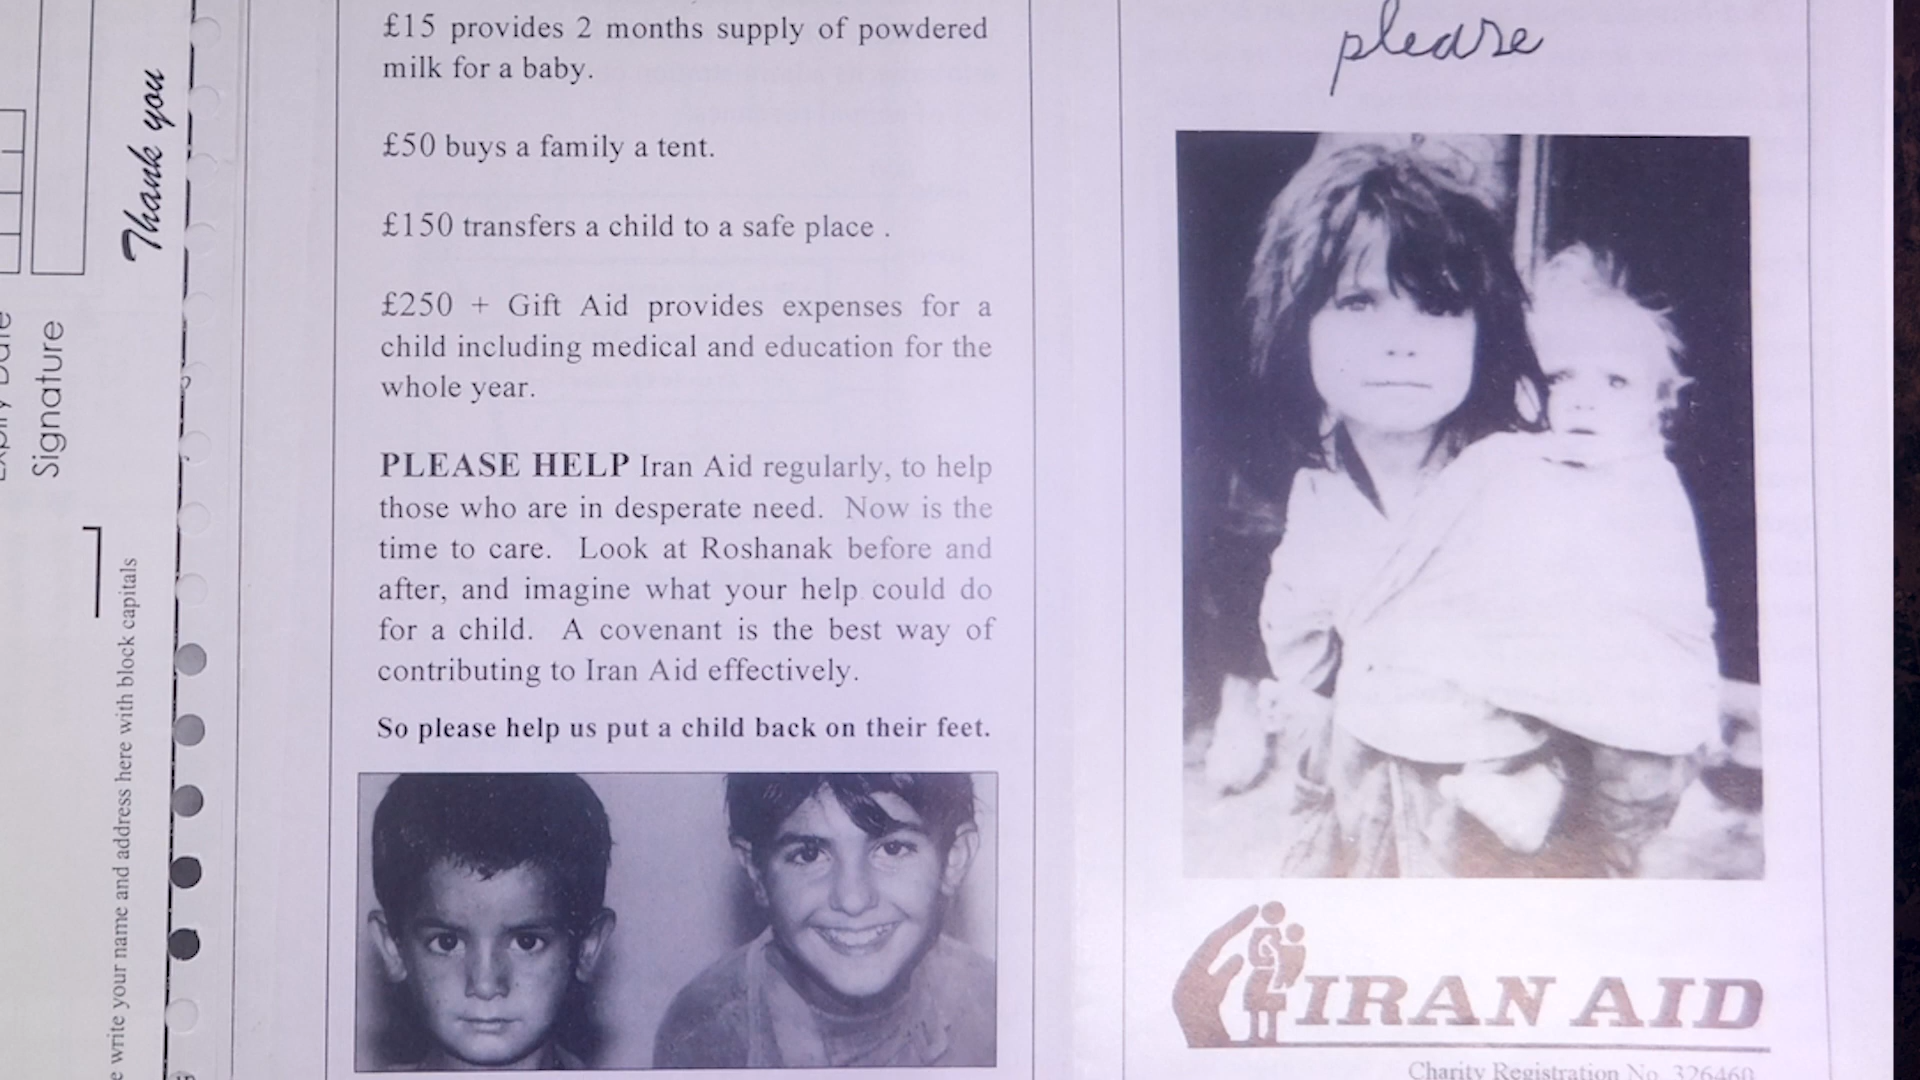 Thank you
Signature
write your name and address here with block capitals
£15 provides 2 months supply of powdered
milk for a baby.
£50 buys a family a tent.
£150 transfers a child to a safe place .
£250 + Gift Aid provides expenses for a
child including medical and education for the
whole year.
PLEASE HELP Iran Aid regularly, to help
those who are in desperate need. Now is the
time to care. Look at Roshanak before and
after, and imagine what your help could do
for a child. A covenant is the best way of
contributing to Iran Aid effectively.
So please help us put a child back on their feet.
please
IRAN AID
Charity Registration No. 326460